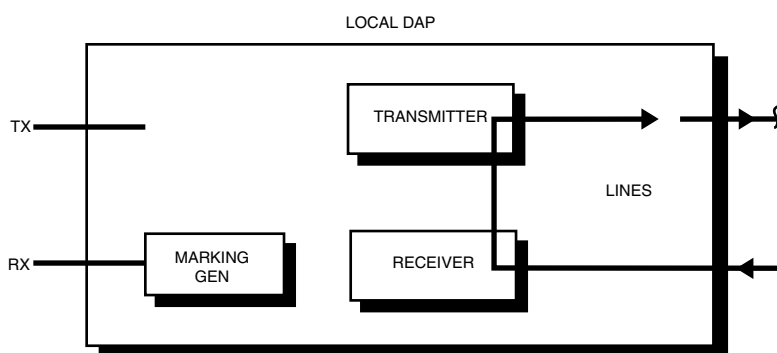 LOCAL DAP
TX
TRANSMITTER
LINES
RX
MARKING
GEN
RECEIVER